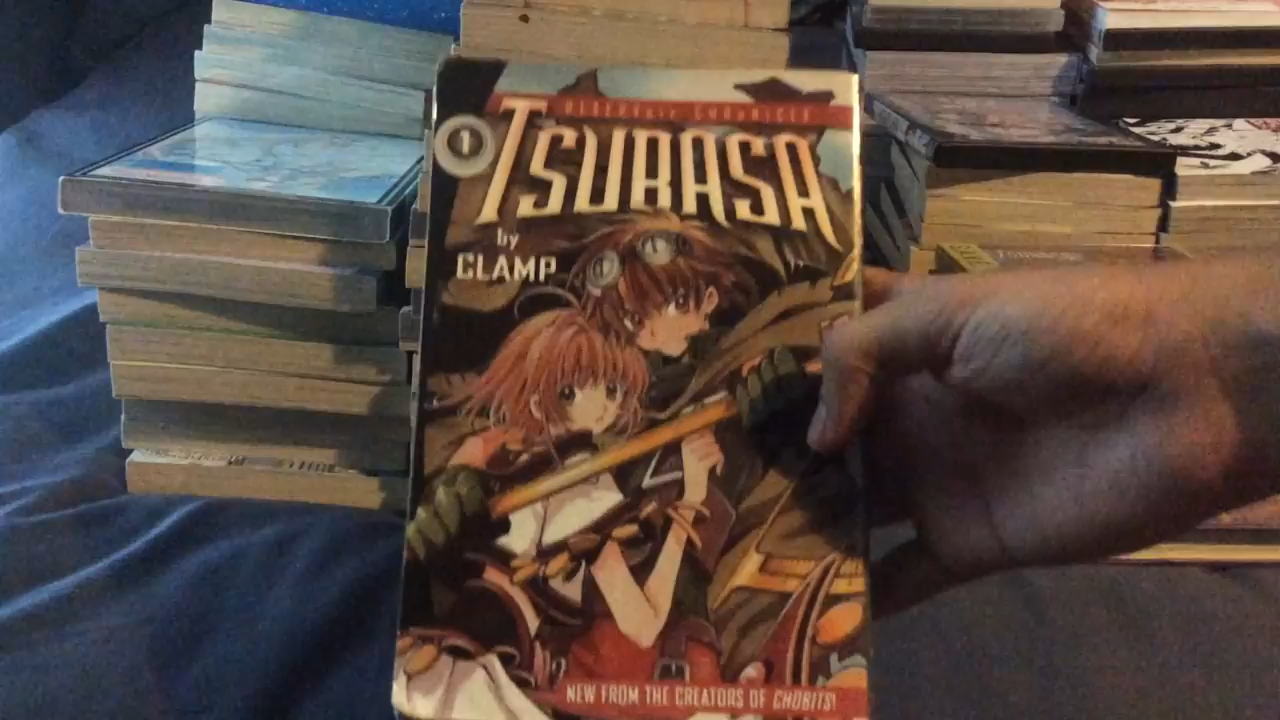 RESERVoir CHRoNiCLE
1
TSUBASA
by
CLAMP
NEW FROM THE CREATORS OF CHOBITS!